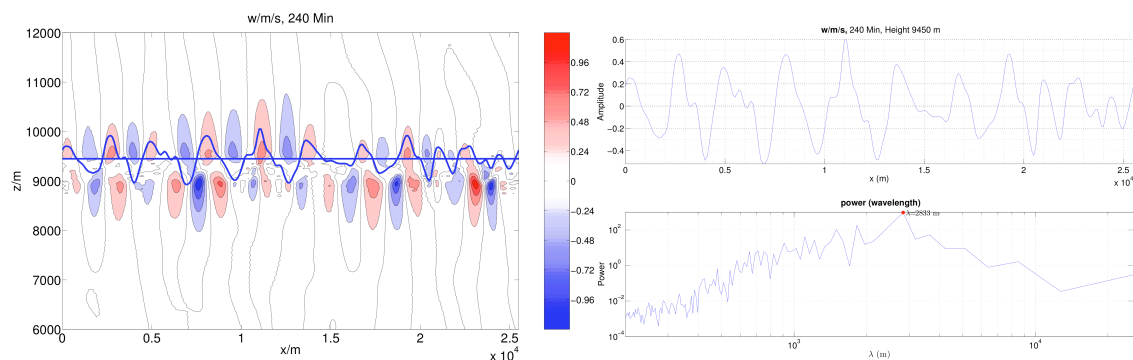 w/m/s, 240 Min
12000
11000
10000
9000
8000
7000
6000
z/m
0 0.5 1 1.5 2 2.5
x/m
x 10^4
0.96
0.72
0.48
0.24
0
−0.24
−0.48
−0.72
−0.96
w/m/s, 240 Min, Height 9450 m
0.6
0.4
0.2
0
−0.2
−0.4
Amplitude
0 0.5 1 1.5 2 2.5
x (m)
x 10^4
power (wavelength)
λ=2833 m
10^2
10^0
10^−2
10^−4
Power
10^3 10^4
λ (m)